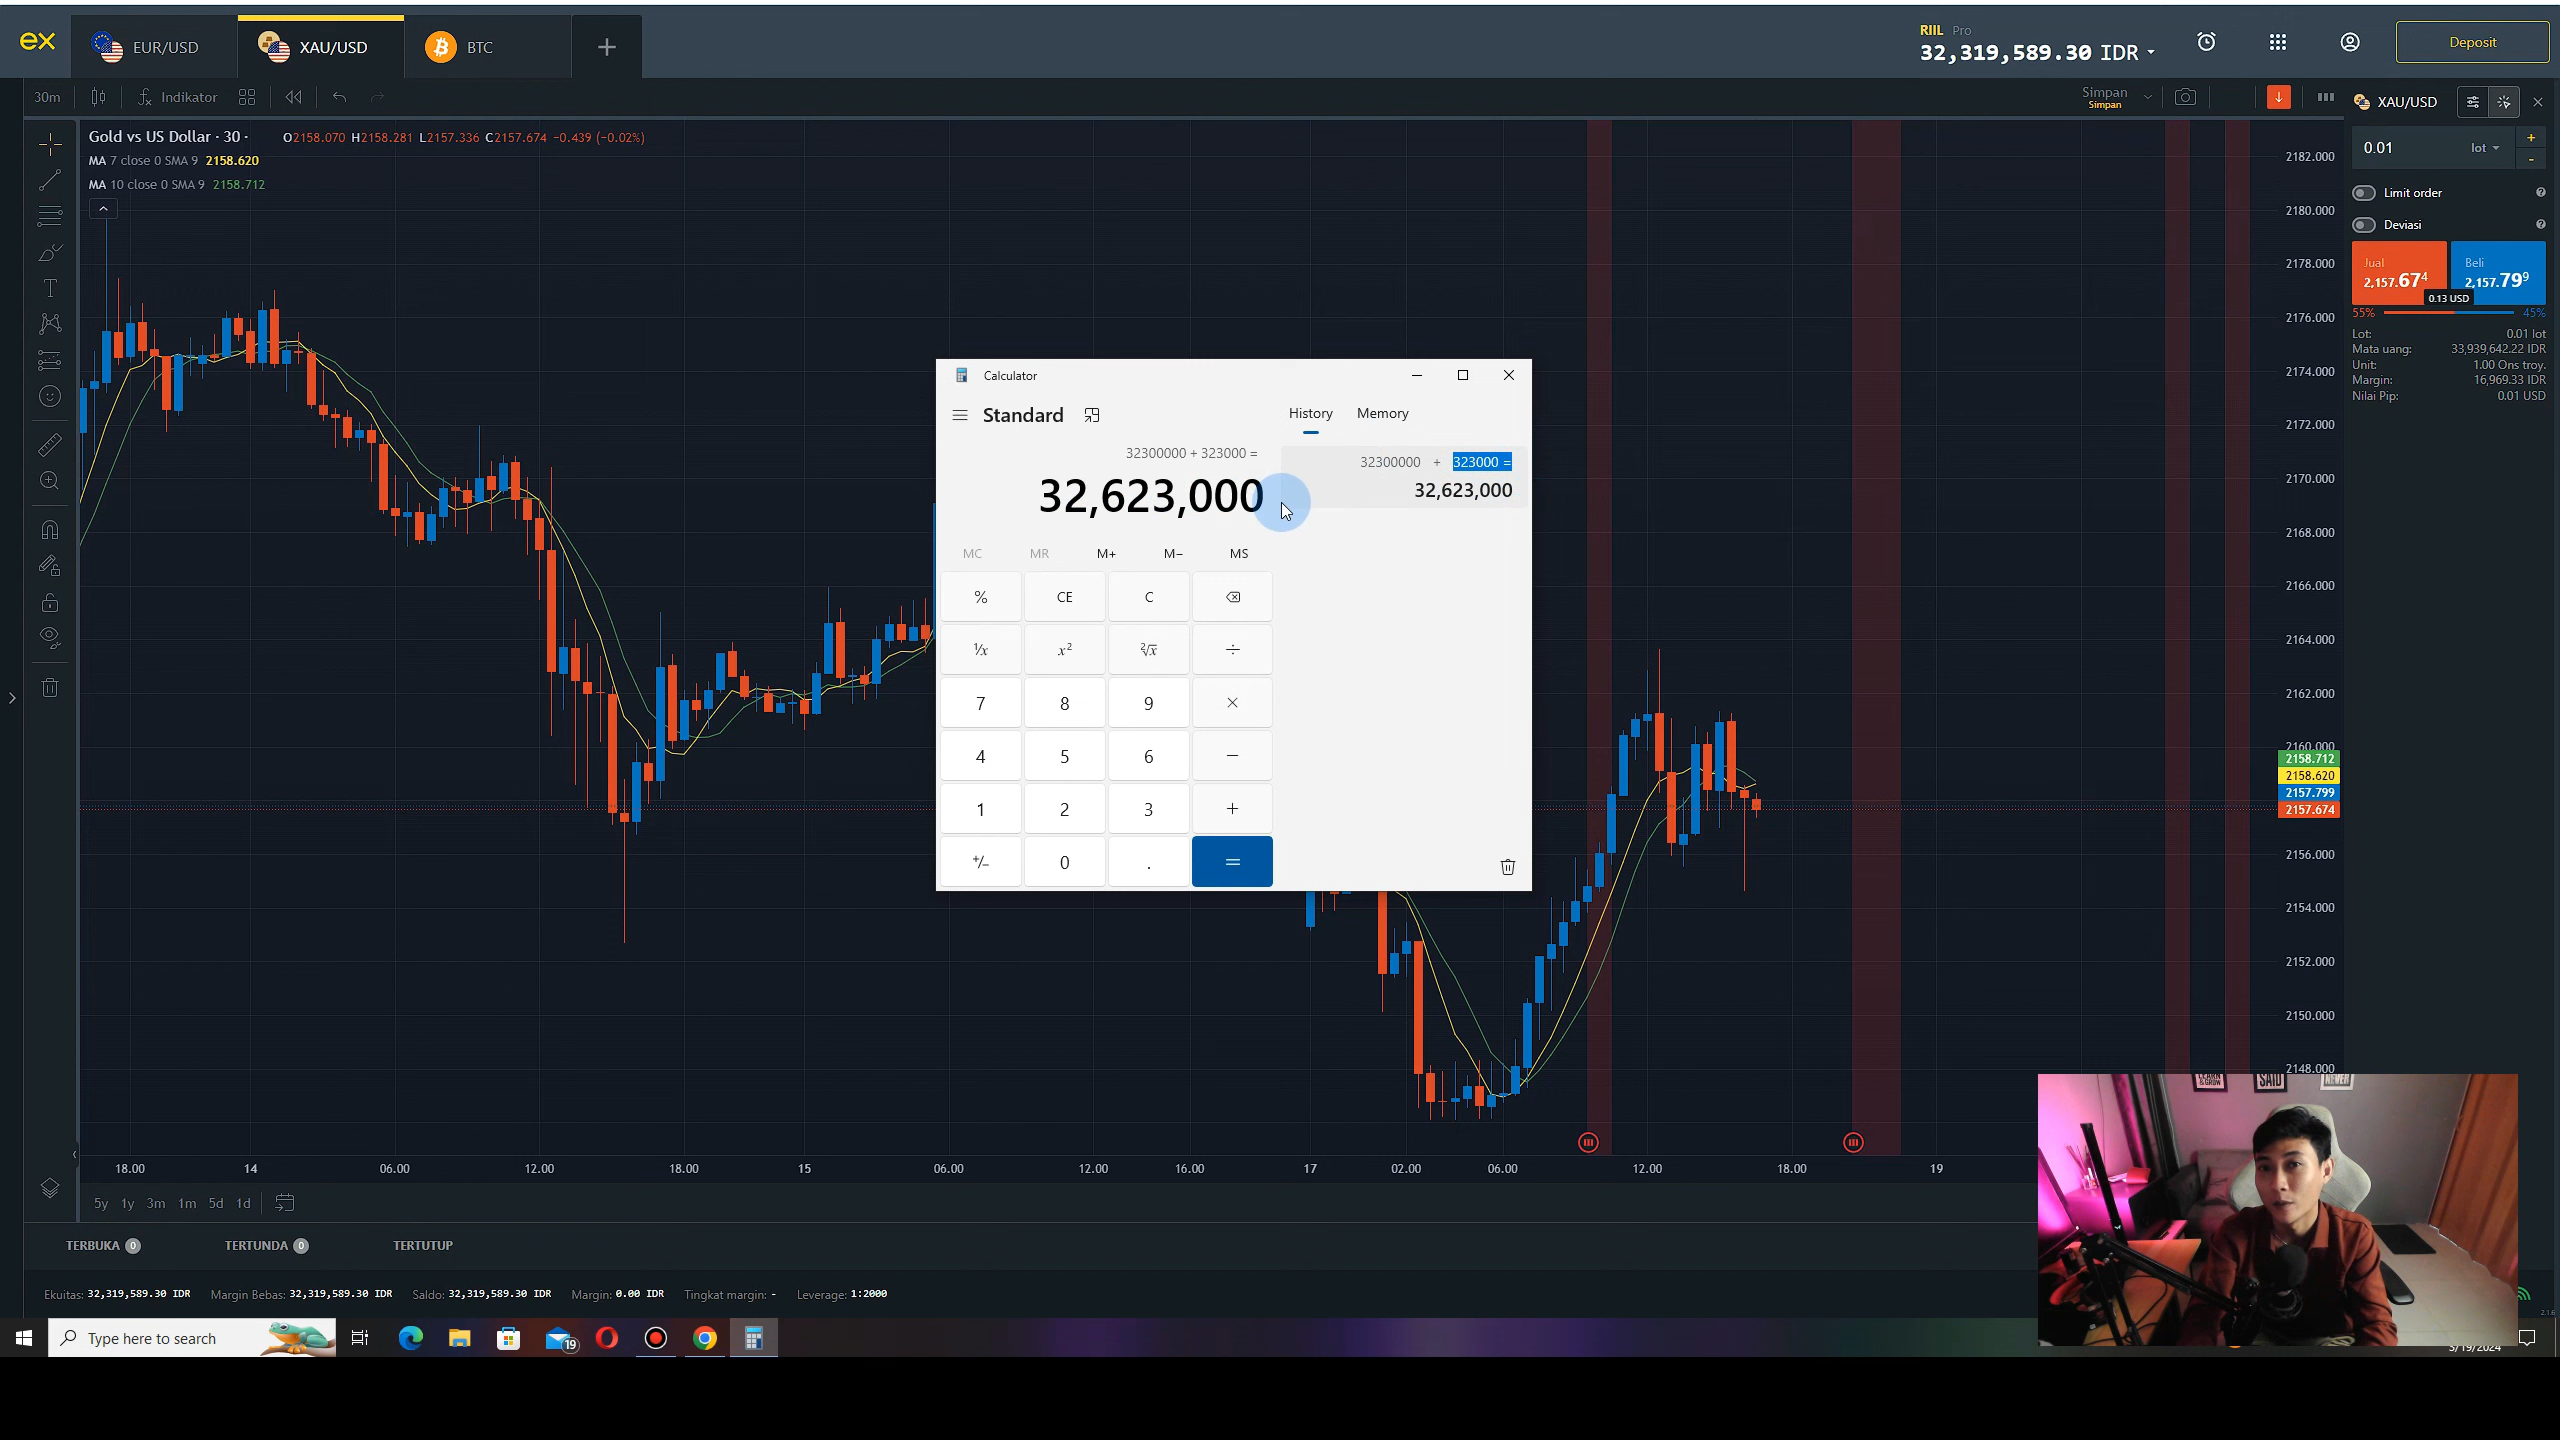 ex
EUR/USD
XAU/USD
BTC
RIIL Pro
32,319,589.30 IDR
Deposit
30m
Indikator
Simpan
Simpan
XAU/USD
Gold vs US Dollar · 30 ·
O2158.070 H2158.281 L2157.336 C2157.674 −0.439 (−0.02%)
MA 7 close 0 SMA 9 2158.620
MA 10 close 0 SMA 9 2158.712
2182.000
2180.000
2178.000
2176.000
2174.000
2172.000
2170.000
2168.000
2166.000
2164.000
2162.000
2160.000
2158.712
2158.620
2157.799
2157.674
2156.000
2154.000
2152.000
2150.000
2148.000
0.01 lot
+
-
Limit order
Deviasi
Jual
2,157.674
Beli
2,157.799
0.13 USD
55%
45%
Lot: 0.01 lot
Mata uang: 33,939,642.22 IDR
Unit: 1.00 Ons troy.
Margin: 16,969.33 IDR
Nilai Pip: 0.01 USD
Calculator
Standard
History
Memory
32300000 + 323000 =
32,623,000
32300000 + 323000 =
32,623,000
MC MR M+ M− MS
% CE C
1/x x2 2√x ÷
7 8 9 ×
4 5 6 −
1 2 3 +
+/− 0 . =
18.00 14 06.00 12.00 18.00 15 06.00 12.00 16.00 17 02.00 06.00 12.00 18.00 19
5y 1y 3m 1m 5d 1d
TERBUKA 0
TERTUNDA 0
TERTUTUP
Ekuitas: 32,319,589.30 IDR Margin Bebas: 32,319,589.30 IDR Saldo: 32,319,589.30 IDR Margin: 0.00 IDR Tingkat margin: - Leverage: 1:2000
LEARN & GROW
SAID
NEVER
Type here to search
19
3/19/2024